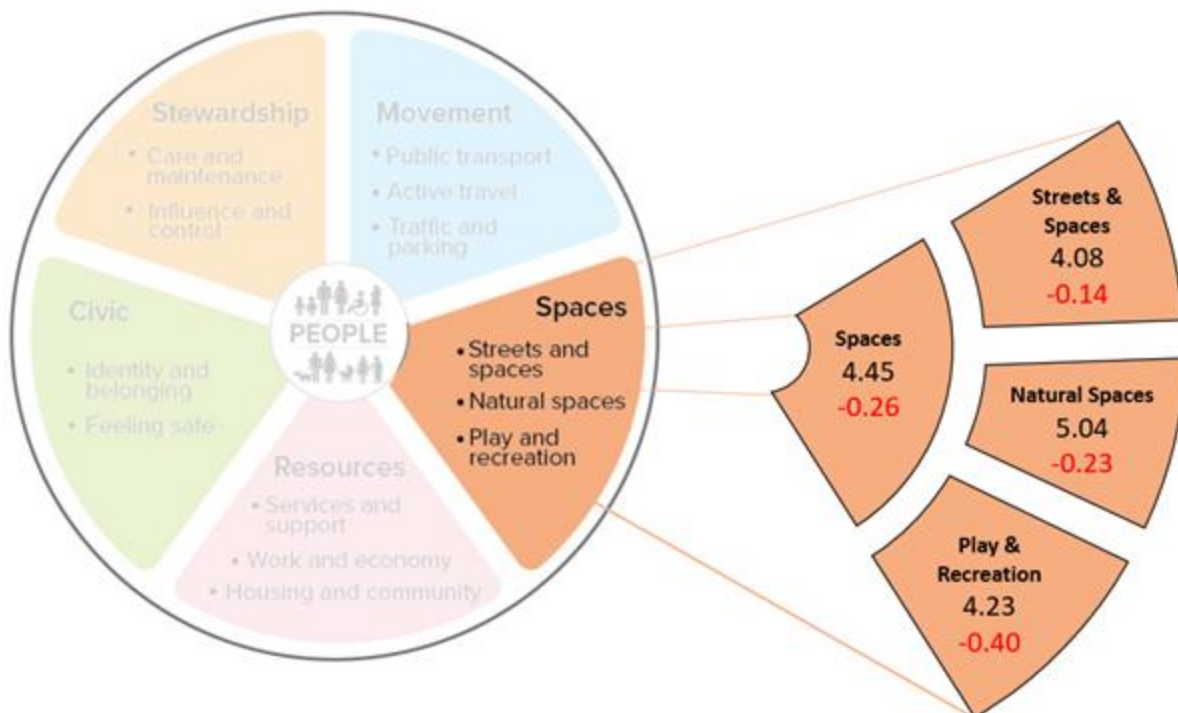 Stewardship
• Care and
maintenance
• Influence and
control
Movement
• Public transport
• Active travel
• Traffic and
parking
Civic
• Identity and
belonging
• Feeling safe
PEOPLE
Spaces
• Streets and
spaces
• Natural spaces
• Play and
recreation
Resources
• Services and
support
• Work and economy
• Housing and community
Spaces
4.45
-0.26
Streets &
Spaces
4.08
-0.14
Natural Spaces
5.04
-0.23
Play &
Recreation
4.23
-0.40